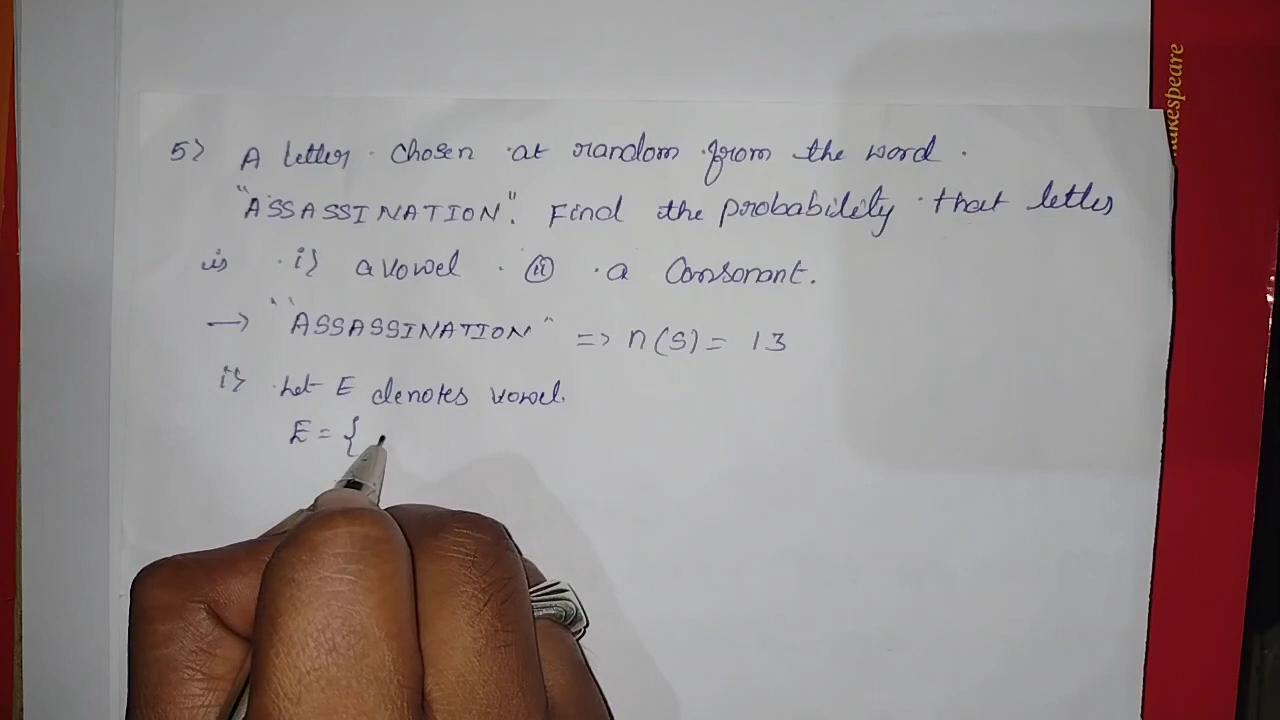 5) A letter chosen at random from the word
"ASSASSINATION". Find the probability that letter
is i) a vowel (ii) a Consonant.
→ "ASSASSINATION" => n(S) = 13
i) Let E denotes vowel.
E = {
akespeare